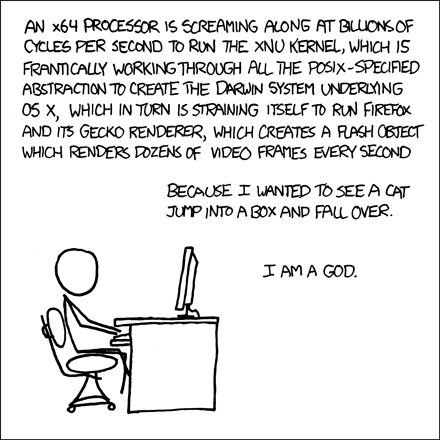 AN x64 PROCESSOR IS SCREAMING ALONG AT BILLIONS OF
CYCLES PER SECOND TO RUN THE XNU KERNEL, WHICH IS
FRANTICALLY WORKING THROUGH ALL THE POSIX-SPECIFIED
ABSTRACTION TO CREATE THE DARWIN SYSTEM UNDERLYING
OS X, WHICH IN TURN IS STRAINING ITSELF TO RUN FIREFOX
AND ITS GECKO RENDERER, WHICH CREATES A FLASH OBJECT
WHICH RENDERS DOZENS OF VIDEO FRAMES EVERY SECOND
BECAUSE I WANTED TO SEE A CAT
JUMP INTO A BOX AND FALL OVER.
I AM A GOD.